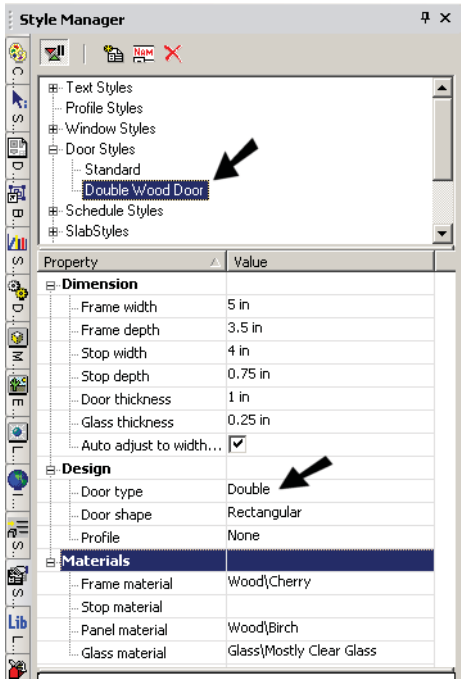 Style Manager
NAM
Text Styles
Profile Styles
Window Styles
Door Styles
Standard
Double Wood Door
Schedule Styles
SlabStyles
Property Value
Dimension
Frame width 5 in
Frame depth 3.5 in
Stop width 4 in
Stop depth 0.75 in
Door thickness 1 in
Glass thickness 0.25 in
Auto adjust to width...
Design
Door type Double
Door shape Rectangular
Profile None
Materials
Frame material Wood\Cherry
Stop material
Panel material Wood\Birch
Glass material Glass\Mostly Clear Glass
C...
S...
D...
B...
S...
D...
M...
E...
L...
I...
S...
S...
Lib
L...